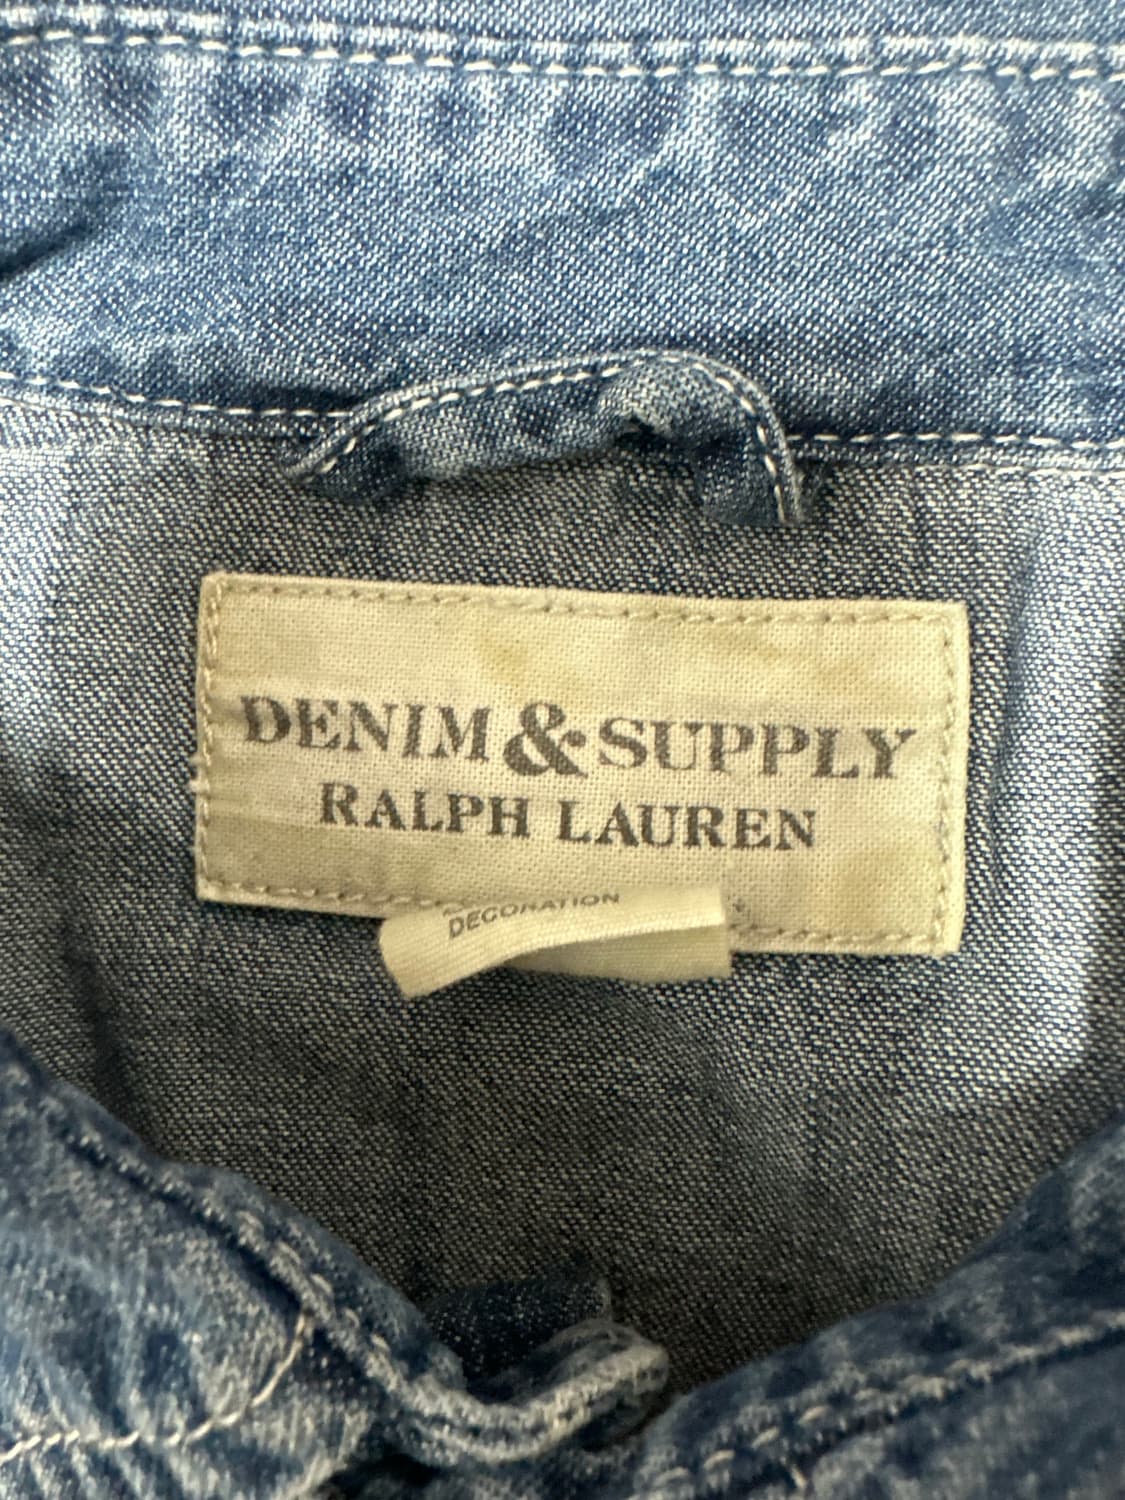 DENIM & SUPPLY
RALPH LAUREN
DECORATION